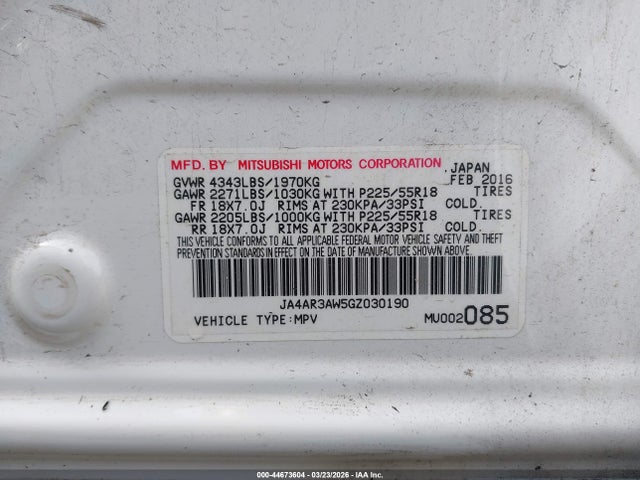 MFD. BY MITSUBISHI MOTORS CORPORATION JAPAN
GVWR 4343LBS/1970KG FEB 2016
GAWR 2271LBS/1030KG WITH P225/55R18 TIRES
FR 18X7.0J RIMS AT 230KPA/33PSI COLD.
GAWR 2205LBS/1000KG WITH P225/55R18 TIRES
RR 18X7.0J RIMS AT 230KPA/33PSI COLD.
THIS VEHICLE CONFORMS TO ALL APPLICABLE FEDERAL MOTOR VEHICLE SAFETY AND THEFT
PREVENTION STANDARDS IN EFFECT ON THE DATE OF MANUFACTURE SHOWN ABOVE.
JA4AR3AW5GZ030190
VEHICLE TYPE:MPV MU002085
000-44673604 | 03/23/2026 | IAA Inc.